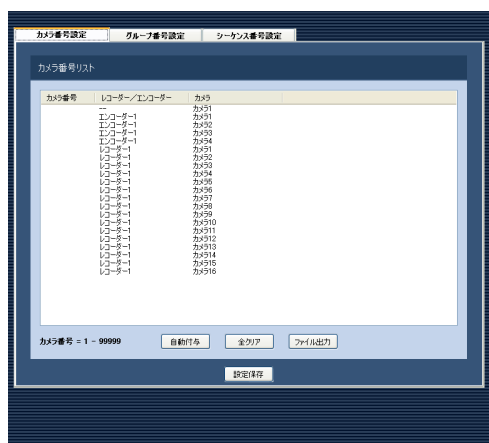 カメラ番号設定 グループ番号設定 シーケンス番号設定
カメラ番号リスト
カメラ番号 レコーダー／エンコーダー カメラ
--- カメラ1
エンコーダー1 カメラ1
エンコーダー1 カメラ2
エンコーダー1 カメラ3
エンコーダー1 カメラ4
レコーダー1 カメラ1
レコーダー1 カメラ2
レコーダー1 カメラ3
レコーダー1 カメラ4
レコーダー1 カメラ5
レコーダー1 カメラ6
レコーダー1 カメラ7
レコーダー1 カメラ8
レコーダー1 カメラ9
レコーダー1 カメラ10
レコーダー1 カメラ11
レコーダー1 カメラ12
レコーダー1 カメラ13
レコーダー1 カメラ14
レコーダー1 カメラ15
レコーダー1 カメラ16
カメラ番号 = 1 - 99999 自動付与 全クリア ファイル出力
設定保存